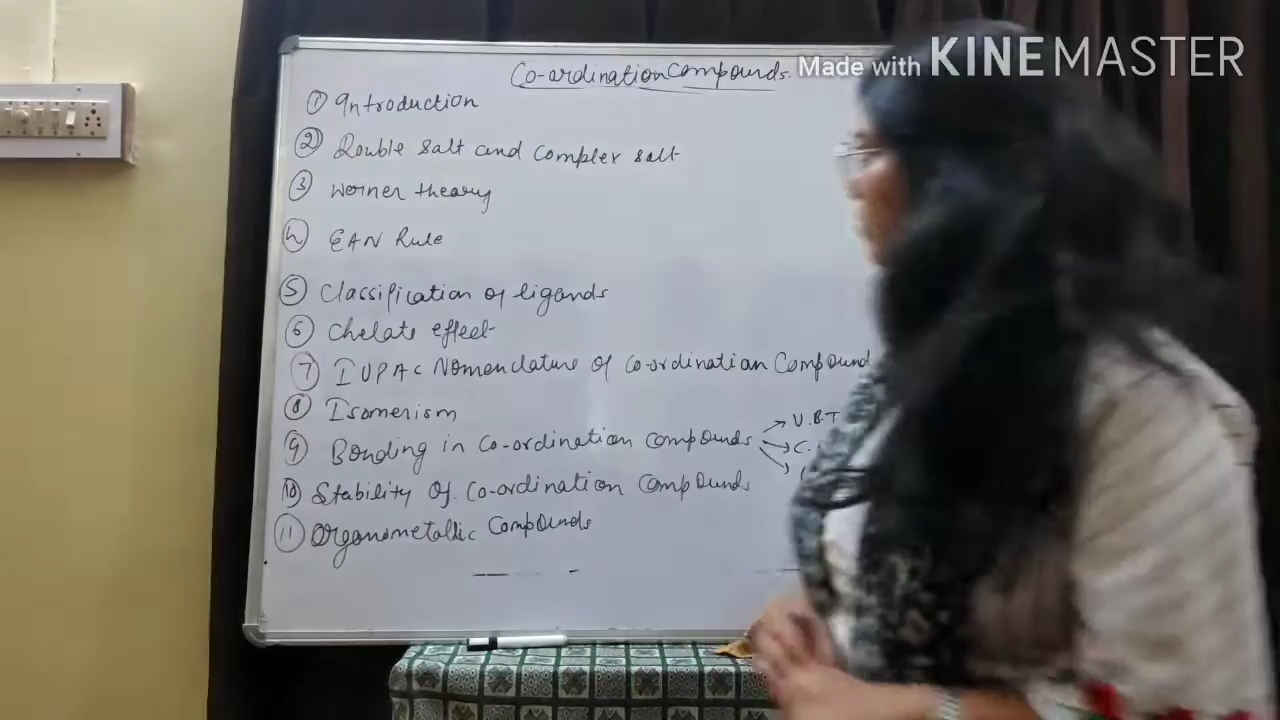 Co-ordination Compounds.
Made with KINEMASTER
① Introduction
② Double salt and complex salt
③ Werner theory
④ EAN Rule
⑤ Classification of ligands
⑥ Chelate effect
⑦ IUPAC Nomenclature of Co-ordination Compound
⑧ Isomerism
⑨ Bonding in Co-ordination compounds → V.B.T
→ C.
⑩ Stability of Co-ordination Compounds
⑪ Organometallic Compounds